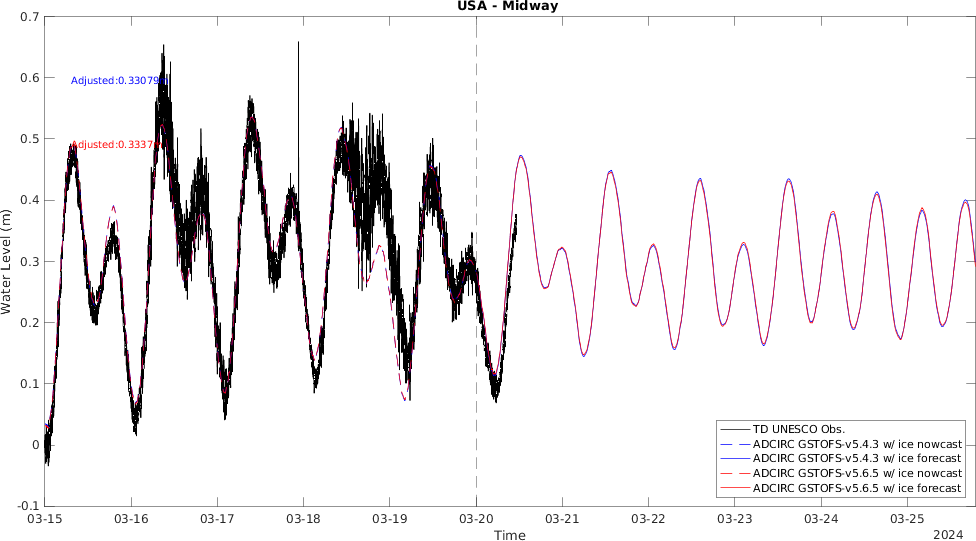 USA - Midway
0.7
0.6
0.5
0.4
0.3
0.2
0.1
0
-0.1
Water Level (m)
Adjusted:0.33079
Adjusted:0.3337
TD UNESCO Obs.
ADCIRC GSTOFS-v5.4.3 w/ ice nowcast
ADCIRC GSTOFS-v5.4.3 w/ ice forecast
ADCIRC GSTOFS-v5.6.5 w/ ice nowcast
ADCIRC GSTOFS-v5.6.5 w/ ice forecast
03-15 03-16 03-17 03-18 03-19 03-20 03-21 03-22 03-23 03-24 03-25
Time
2024